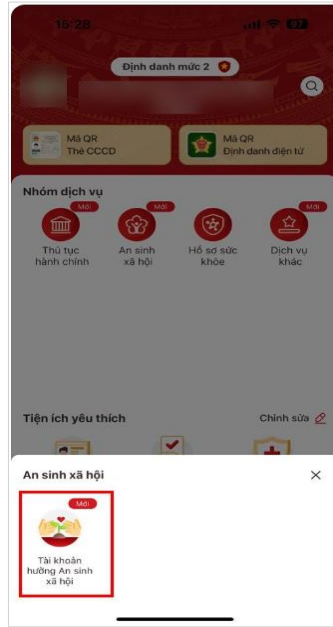 15:28
97
Định danh mức 2
Mã QR
Thẻ CCCD
Mã QR
Định danh điện tử
Nhóm dịch vụ
Mới
Mới
Mới
Thủ tục
hành chính
An sinh
xã hội
Hồ sơ sức
khỏe
Dịch vụ
khác
Tiện ích yêu thích
Chỉnh sửa
An sinh xã hội
Mới
Tài khoản
hưởng An sinh
xã hội